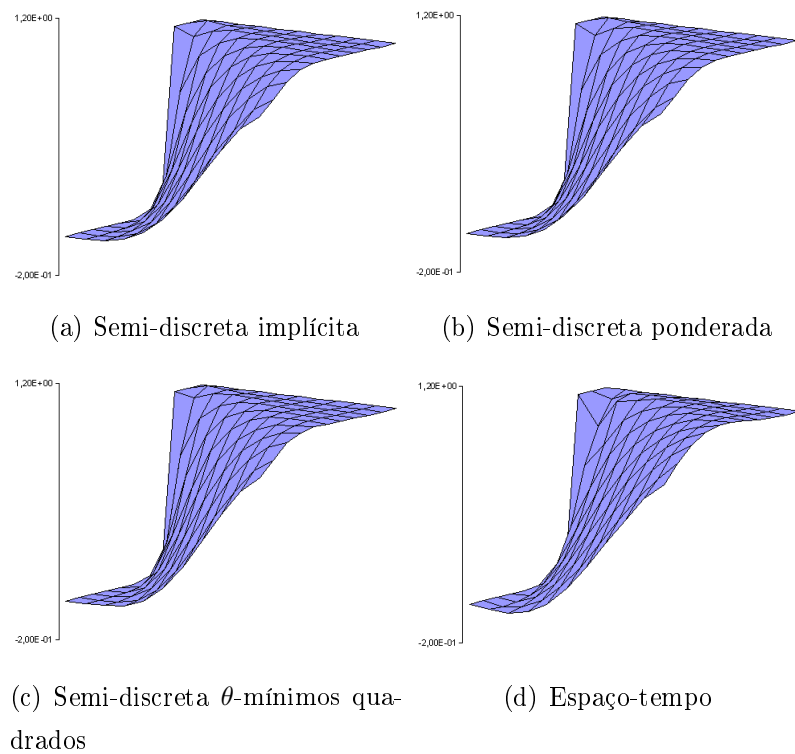 1,20E+00
1,20E+00
-2,00E-01
-2,00E-01
(a) Semi-discreta implícita
(b) Semi-discreta ponderada
1,20E+00
1,20E+00
-2,00E-01
-2,00E-01
(c) Semi-discreta θ-mínimos qua-
drados
(d) Espaço-tempo